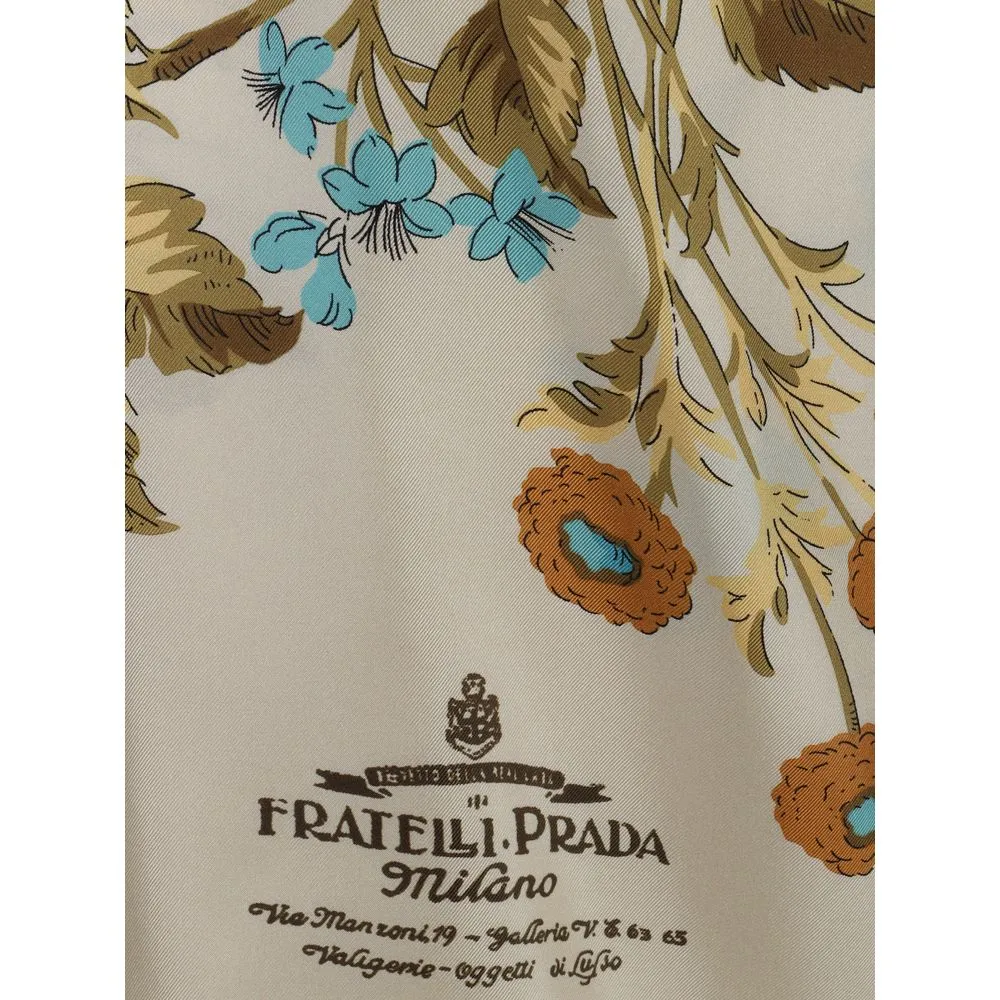 FRATELLI · PRADA
Milano
Via Manzoni, 19 - Galleria V. E. 63 65
Valigerie - oggetti di Lusso